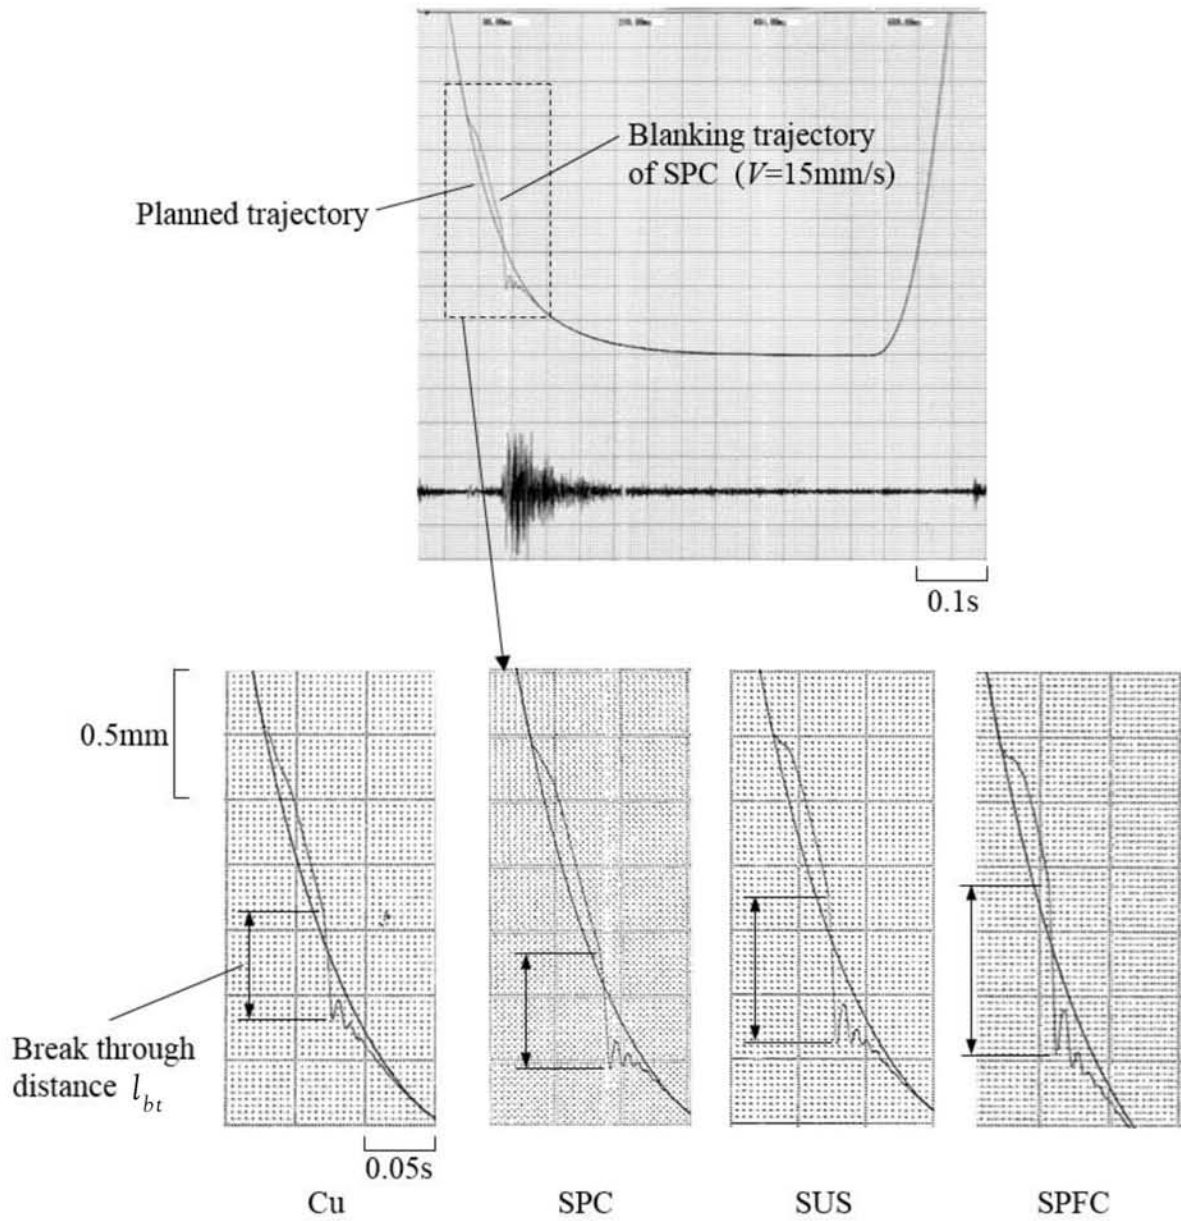 Blanking trajectory
of SPC (V=15mm/s)
Planned trajectory
0.1s
0.5mm
Break through
distance l_bt
0.05s
Cu SPC SUS SPFC